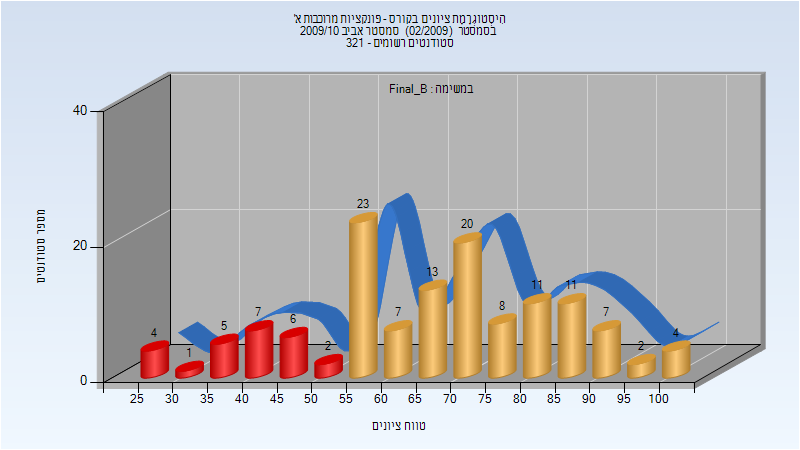 היסטוגרמת ציונים בקורס - פונקציות מרוכבות א'
בסמסטר (02/2009) סמסטר אביב 2009/10
סטודנטים רשומים - 321
במשימה : Final_B
מספר סטודנטים
40
20
0
4
1
5
7
6
2
23
7
13
20
8
11
11
7
2
4
25 30 35 40 45 50 55 60 65 70 75 80 85 90 95 100
טווח ציונים